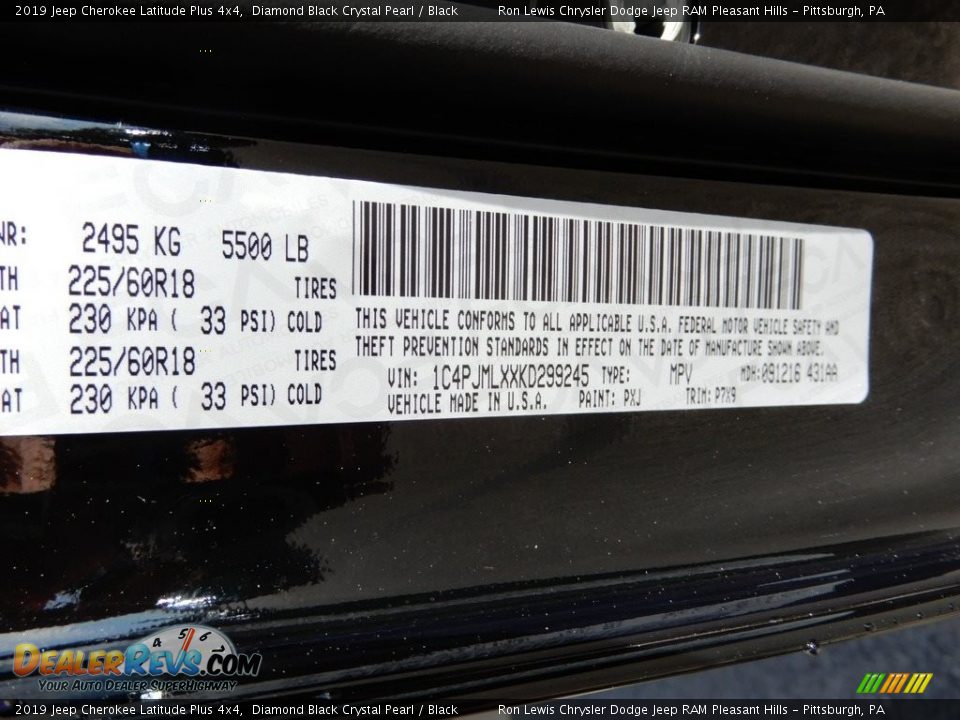 2019 Jeep Cherokee Latitude Plus 4x4, Diamond Black Crystal Pearl / Black Ron Lewis Chrysler Dodge Jeep RAM Pleasant Hills - Pittsburgh, PA
WR: 2495 KG 5500 LB
TH 225/60R18 TIRES
AT 230 KPA ( 33 PSI) COLD
TH 225/60R18 TIRES
AT 230 KPA ( 33 PSI) COLD
THIS VEHICLE CONFORMS TO ALL APPLICABLE U.S.A. FEDERAL MOTOR VEHICLE SAFETY AND
THEFT PREVENTION STANDARDS IN EFFECT ON THE DATE OF MANUFACTURE SHOWN ABOVE.
VIN: 1C4PJMLXXKD299245 TYPE: MPV MDH:091216 431AA
VEHICLE MADE IN U.S.A. PAINT: PXJ TRIM: P7X9
4 5 6
DealerRevs.com
Your Auto Dealer SuperHighway
2019 Jeep Cherokee Latitude Plus 4x4, Diamond Black Crystal Pearl / Black Ron Lewis Chrysler Dodge Jeep RAM Pleasant Hills - Pittsburgh, PA